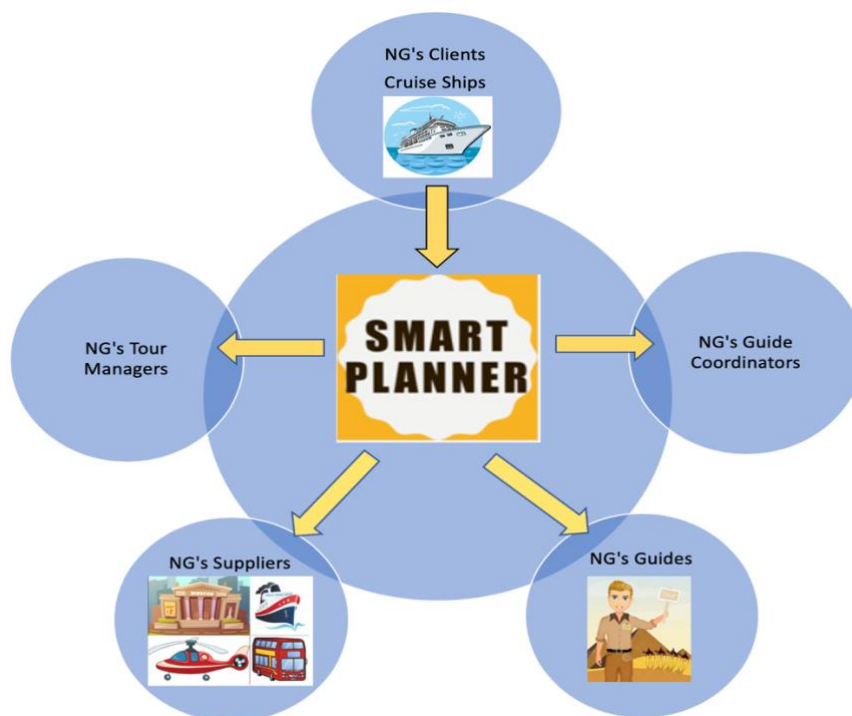 NG's Clients
Cruise Ships
SMART
PLANNER
NG's Tour
Managers
NG's Guide
Coordinators
NG's Suppliers
NG's Guides